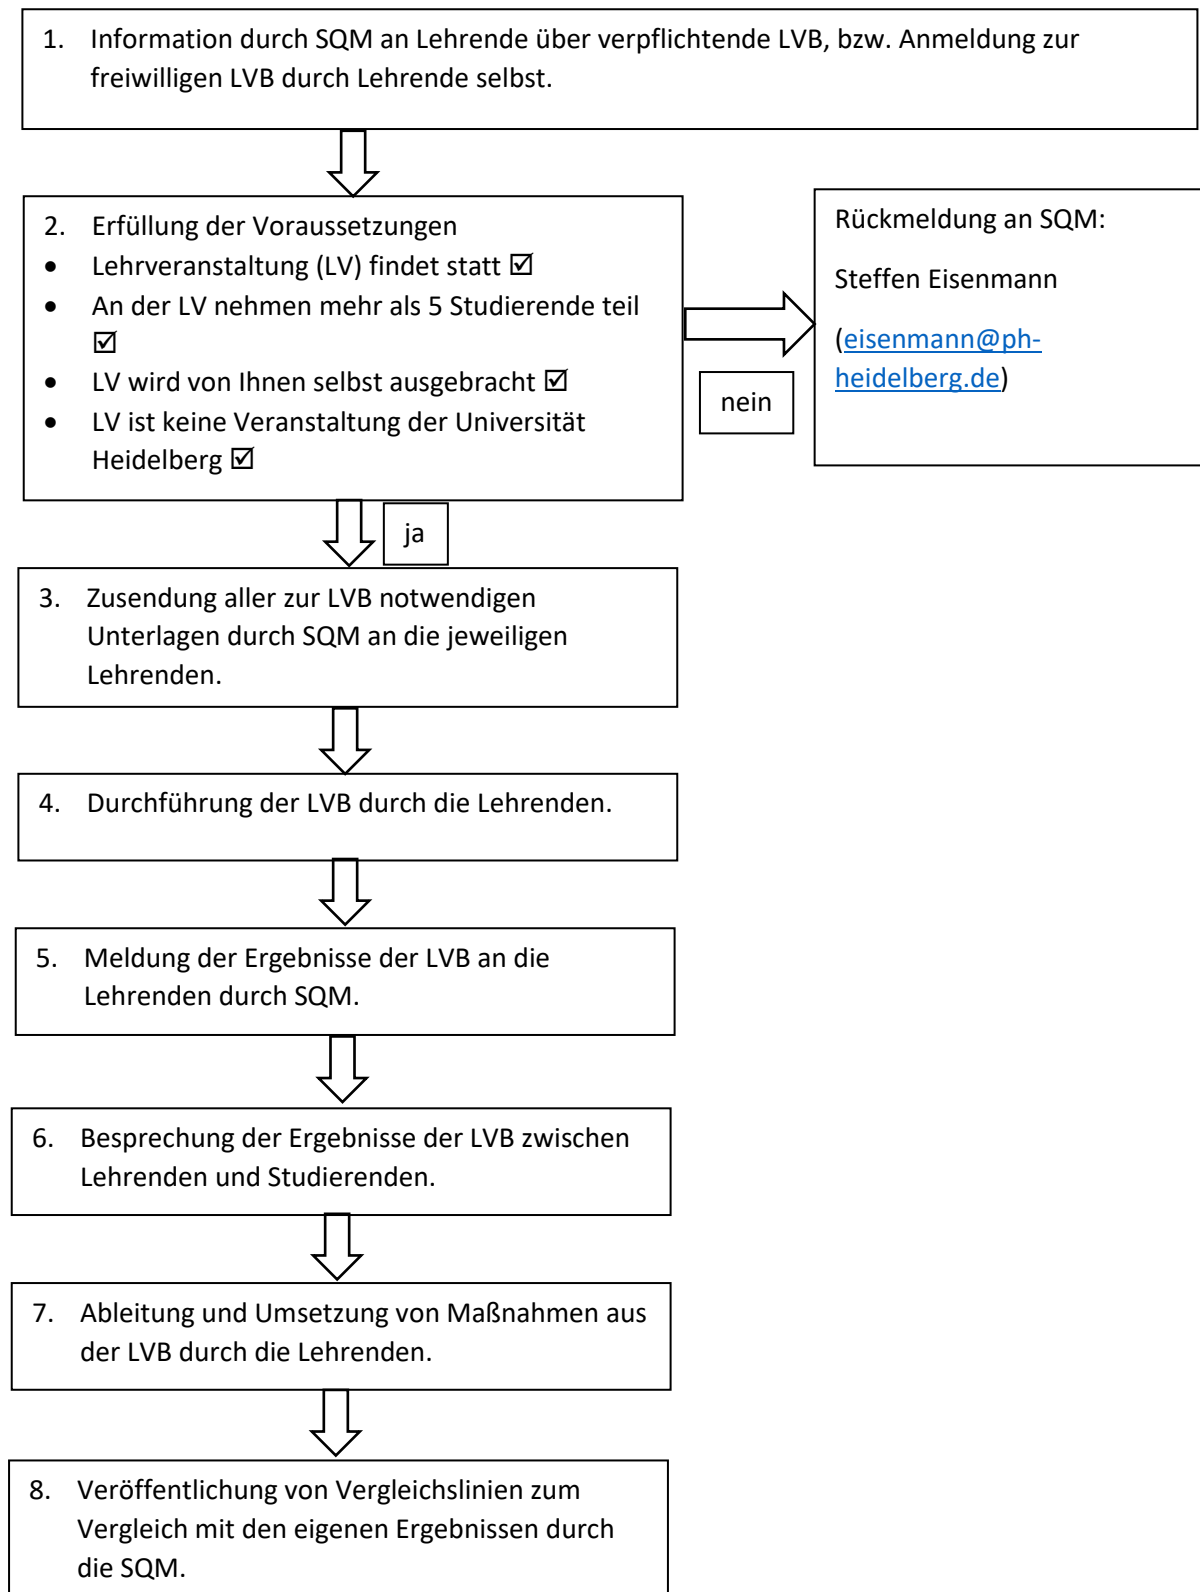 1. Information durch SQM an Lehrende über verpflichtende LVB, bzw. Anmeldung zur
freiwilligen LVB durch Lehrende selbst.
2. Erfüllung der Voraussetzungen
• Lehrveranstaltung (LV) findet statt ☑
• An der LV nehmen mehr als 5 Studierende teil
☑
• LV wird von Ihnen selbst ausgebracht ☑
• LV ist keine Veranstaltung der Universität
Heidelberg ☑
nein
Rückmeldung an SQM:
Steffen Eisenmann
(eisenmann@ph-
heidelberg.de)
ja
3. Zusendung aller zur LVB notwendigen
Unterlagen durch SQM an die jeweiligen
Lehrenden.
4. Durchführung der LVB durch die Lehrenden.
5. Meldung der Ergebnisse der LVB an die
Lehrenden durch SQM.
6. Besprechung der Ergebnisse der LVB zwischen
Lehrenden und Studierenden.
7. Ableitung und Umsetzung von Maßnahmen aus
der LVB durch die Lehrenden.
8. Veröffentlichung von Vergleichslinien zum
Vergleich mit den eigenen Ergebnissen durch
die SQM.